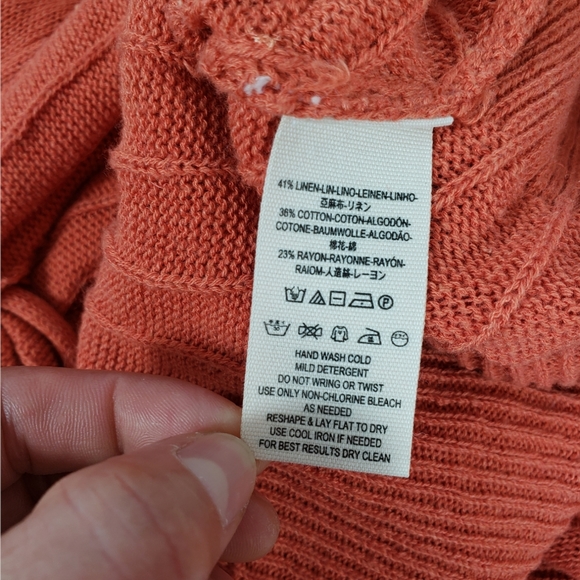 41% LINEN-LIN-LINO-LEINEN-LINHO-
亞麻布-リネン
36% COTTON-COTON-ALGODÓN-
COTONE-BAUMWOLLE-ALGODÃO-
棉花-綿
23% RAYON-RAYONNE-RAYÓN-
RAIOM-人造絲-レーヨン
HAND WASH COLD
MILD DETERGENT
DO NOT WRING OR TWIST
USE ONLY NON-CHLORINE BLEACH
AS NEEDED
RESHAPE & LAY FLAT TO DRY
USE COOL IRON IF NEEDED
FOR BEST RESULTS DRY CLEAN